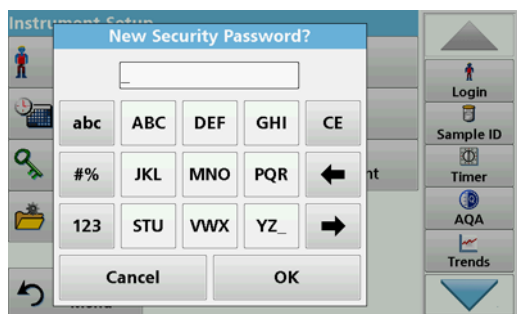 Instrument Setup
New Security Password?
_
abc ABC DEF GHI CE
#% JKL MNO PQR
123 STU VWX YZ_
Cancel OK
Menu
Login
Sample ID
Timer
AQA
Trends